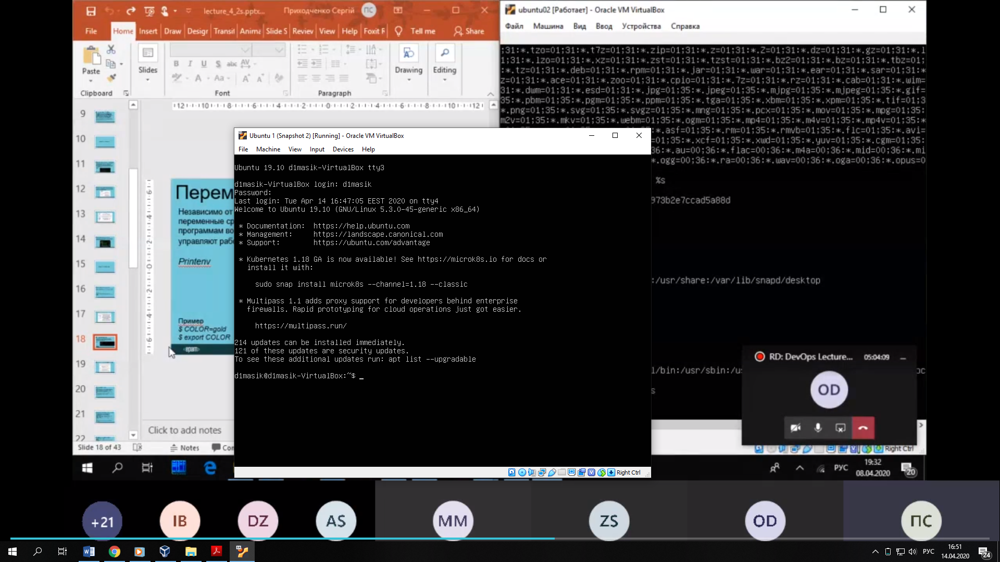 lecture_4_2s.pptx...
Приходченко Сергій
ПС
File
Home
Insert
Draw
Desigr
Transit
Anima
Slide S
Reviev
View
Help
Foxit F
Tell me
Share
Paste
Clipboard
Slides
Font
Paragraph
Drawing
Editing
9
10
11
12
13
14
15
16
17
18
19
20
21
22
Перем
Независимо от
переменные ср
программам во
управляют рабо
Printenv
Пример
$ COLOR=gold
$ export COLOR
<epam>
Click to add notes
Slide 18 of 43
Notes
Con
ubuntu02 [Работает] - Oracle VM VirtualBox
Файл Машина Вид Ввод Устройства Справка
;31:*.tzo=01;31:*.t7z=01;31:*.zip=01;31:*.z=01;31:*.Z=01;31:*.dz=01;31:*.gz=01;31:*.l
1;31:*.lzo=01;31:*.xz=01;31:*.zst=01;31:*.tzst=01;31:*.bz2=01;31:*.bz=01;31:*.tbz=01;
:*.tz=01;31:*.deb=01;31:*.rpm=01;31:*.jar=01;31:*.war=01;31:*.ear=01;31:*.sar=01;31:*
z=01;31:*.ace=01;31:*.zoo=01;31:*.cpio=01;31:*.7z=01;31:*.rz=01;31:*.cab=01;31:*.wim=
:*.dwm=01;31:*.esd=01;31:*.jpg=01;35:*.jpeg=01;35:*.mjpg=01;35:*.mjpeg=01;35:*.gif=
35:*.pbm=01;35:*.pgm=01;35:*.ppm=01;35:*.tga=01;35:*.xbm=01;35:*.xpm=01;35:*.tif=01;3
*.png=01;35:*.svg=01;35:*.svgz=01;35:*.mng=01;35:*.pcx=01;35:*.mov=01;35:*.mpg=01;35:
m2v=01;35:*.mkv=01;35:*.webm=01;35:*.ogm=01;35:*.mp4=01;35:*.m4v=01;35:*.mp4v=01;35:*
*.asf=01;35:*.rm=01;35:*.rmvb=01;35:*.flc=01;35:*.avi=
=01;35:*.xcf=01;35:*.xwd=01;35:*.yuv=01;35:*.cgm=01;35
36:*.au=00;36:*.flac=00;36:*.m4a=00;36:*.mid=00;36:*.mi
*.ogg=00;36:*.ra=00;36:*.wav=00;36:*.oga=00;36:*.opus=0
%s
973b2e7ccad5a88d
:/usr/share:/var/lib/snapd/desktop
l/bin:/usr/sbin:/us
oc
s
Right Ctrl
Ubuntu 1 (Snapshot 2) [Running] - Oracle VM VirtualBox
File Machine View Input Devices Help
Ubuntu 19.10 d1masik-VirtualBox tty3
d1masik-VirtualBox login: d1masik
Password:
Last login: Tue Apr 14 16:47:05 EEST 2020 on tty4
Welcome to Ubuntu 19.10 (GNU/Linux 5.3.0-45-generic x86_64)
* Documentation: https://help.ubuntu.com
* Management: https://landscape.canonical.com
* Support: https://ubuntu.com/advantage
* Kubernetes 1.18 GA is now available! See https://microk8s.io for docs or
install it with:
sudo snap install microk8s --channel=1.18 --classic
* Multipass 1.1 adds proxy support for developers behind enterprise
firewalls. Rapid prototyping for cloud operations just got easier.
https://multipass.run/
214 updates can be installed immediately.
121 of these updates are security updates.
To see these additional updates run: apt list --upgradable
d1masik@d1masik-VirtualBox:~$ _
Right Ctrl
RD: DevOps Lecture...
05:04:09
OD
РУС
19:32
08.04.2020
20
+21
IB
DZ
AS
MM
ZS
OD
ПС
РУС
16:51
14.04.2020
24